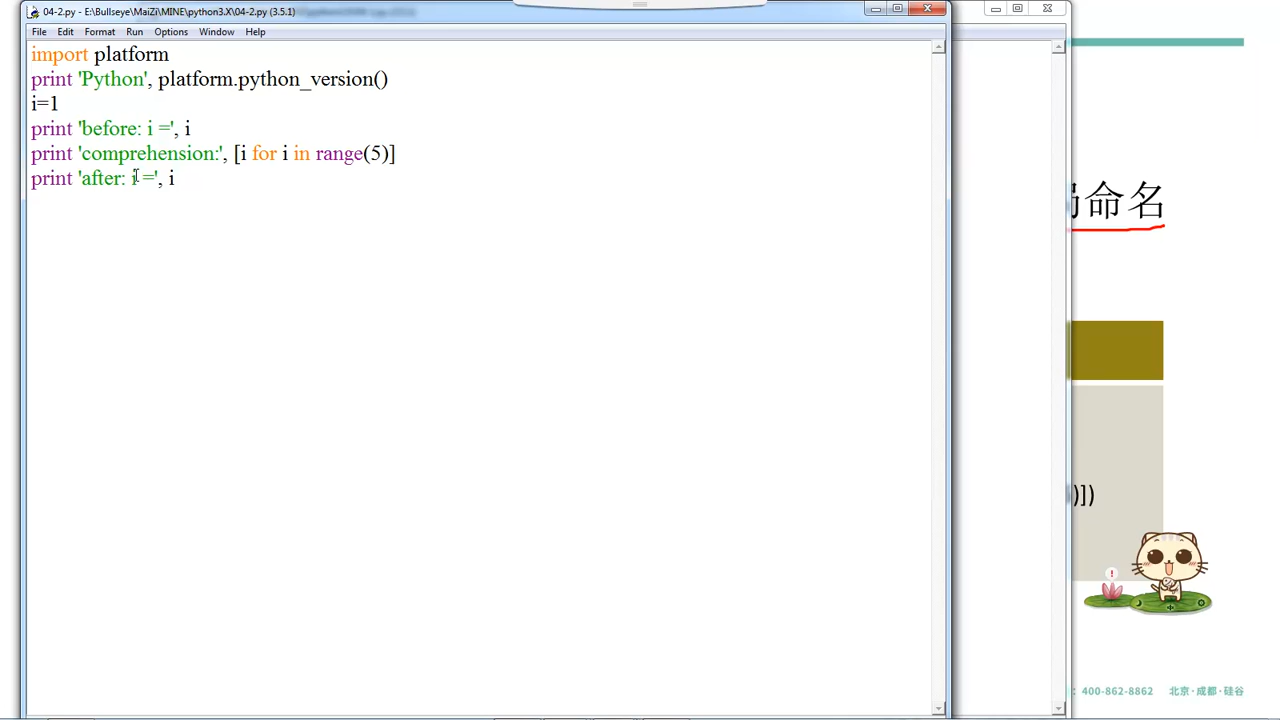 04-2.py - E:\Bullseye\MaiZi\MINE\python3.X\04-2.py (3.5.1)
File Edit Format Run Options Window Help
import platform
print 'Python', platform.python_version()
i=1
print 'before: i =', i
print 'comprehension:', [i for i in range(5)]
print 'after: i =', i
命名
)])
!
: 400-862-8862 北京·成都·硅谷